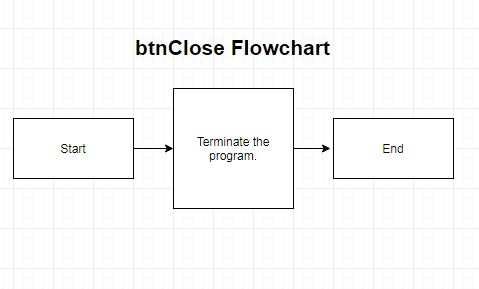 btnClose Flowchart
Start
Terminate the
program.
End